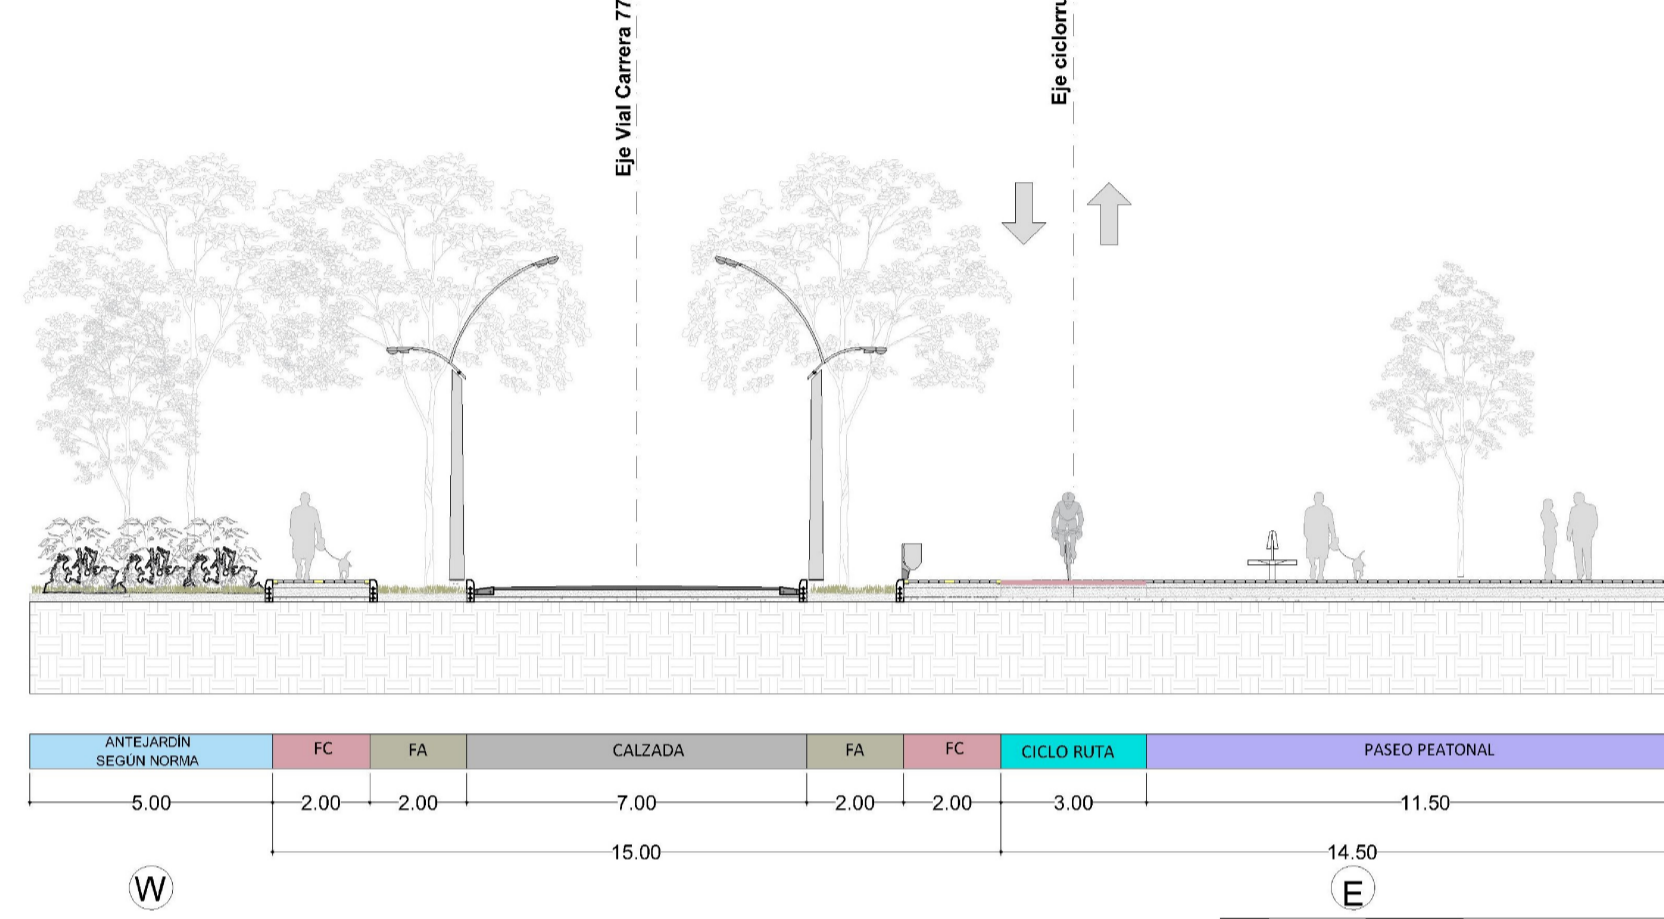 Eje Vial Carrera 77
Eje ciclorru
ANTEJARDÍN
SEGÚN NORMA
FC
FA
CALZADA
FA
FC
CICLO RUTA
PASEO PEATONAL
5.00
2.00
2.00
7.00
2.00
2.00
3.00
11.50
15.00
14.50
W
E